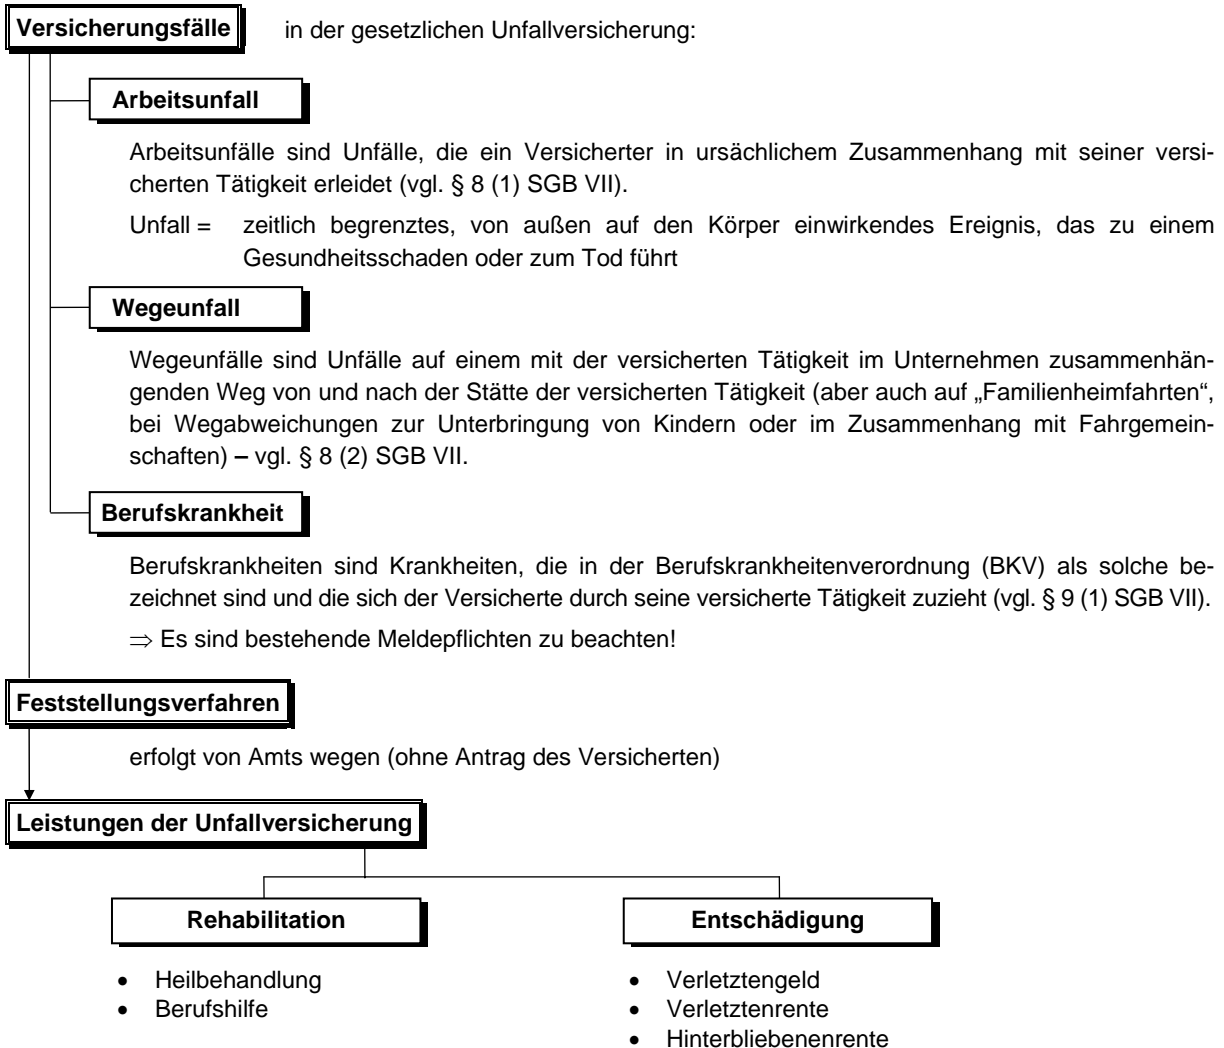 Versicherungsfälle in der gesetzlichen Unfallversicherung:
Arbeitsunfall
Arbeitsunfälle sind Unfälle, die ein Versicherter in ursächlichem Zusammenhang mit seiner versi-
cherten Tätigkeit erleidet (vgl. § 8 (1) SGB VII).
Unfall = zeitlich begrenztes, von außen auf den Körper einwirkendes Ereignis, das zu einem
Gesundheitsschaden oder zum Tod führt
Wegeunfall
Wegeunfälle sind Unfälle auf einem mit der versicherten Tätigkeit im Unternehmen zusammenhän-
genden Weg von und nach der Stätte der versicherten Tätigkeit (aber auch auf „Familienheimfahrten“,
bei Wegabweichungen zur Unterbringung von Kindern oder im Zusammenhang mit Fahrgemein-
schaften) – vgl. § 8 (2) SGB VII.
Berufskrankheit
Berufskrankheiten sind Krankheiten, die in der Berufskrankheitenverordnung (BKV) als solche be-
zeichnet sind und die sich der Versicherte durch seine versicherte Tätigkeit zuzieht (vgl. § 9 (1) SGB VII).
⇒ Es sind bestehende Meldepflichten zu beachten!
Feststellungsverfahren
erfolgt von Amts wegen (ohne Antrag des Versicherten)
Leistungen der Unfallversicherung
Rehabilitation
• Heilbehandlung
• Berufshilfe
Entschädigung
• Verletztengeld
• Verletztenrente
• Hinterbliebenenrente